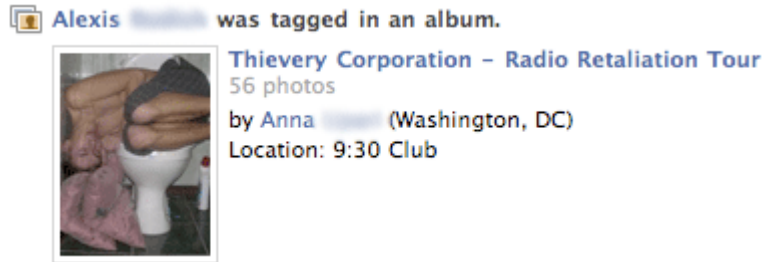 Alexis was tagged in an album.
Thievery Corporation – Radio Retaliation Tour
56 photos
by Anna (Washington, DC)
Location: 9:30 Club